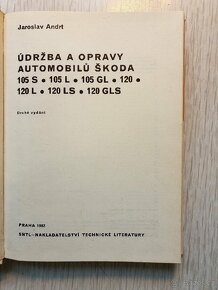 Jaroslav Andrt
ÚDRŽBA A OPRAVY
AUTOMOBILŮ ŠKODA
105 S • 105 L • 105 GL • 120 •
120 L • 120 LS • 120 GLS
Druhé vydání
PRAHA 1982
SNTL-NAKLADATELSTVÍ TECHNICKÉ LITERATURY